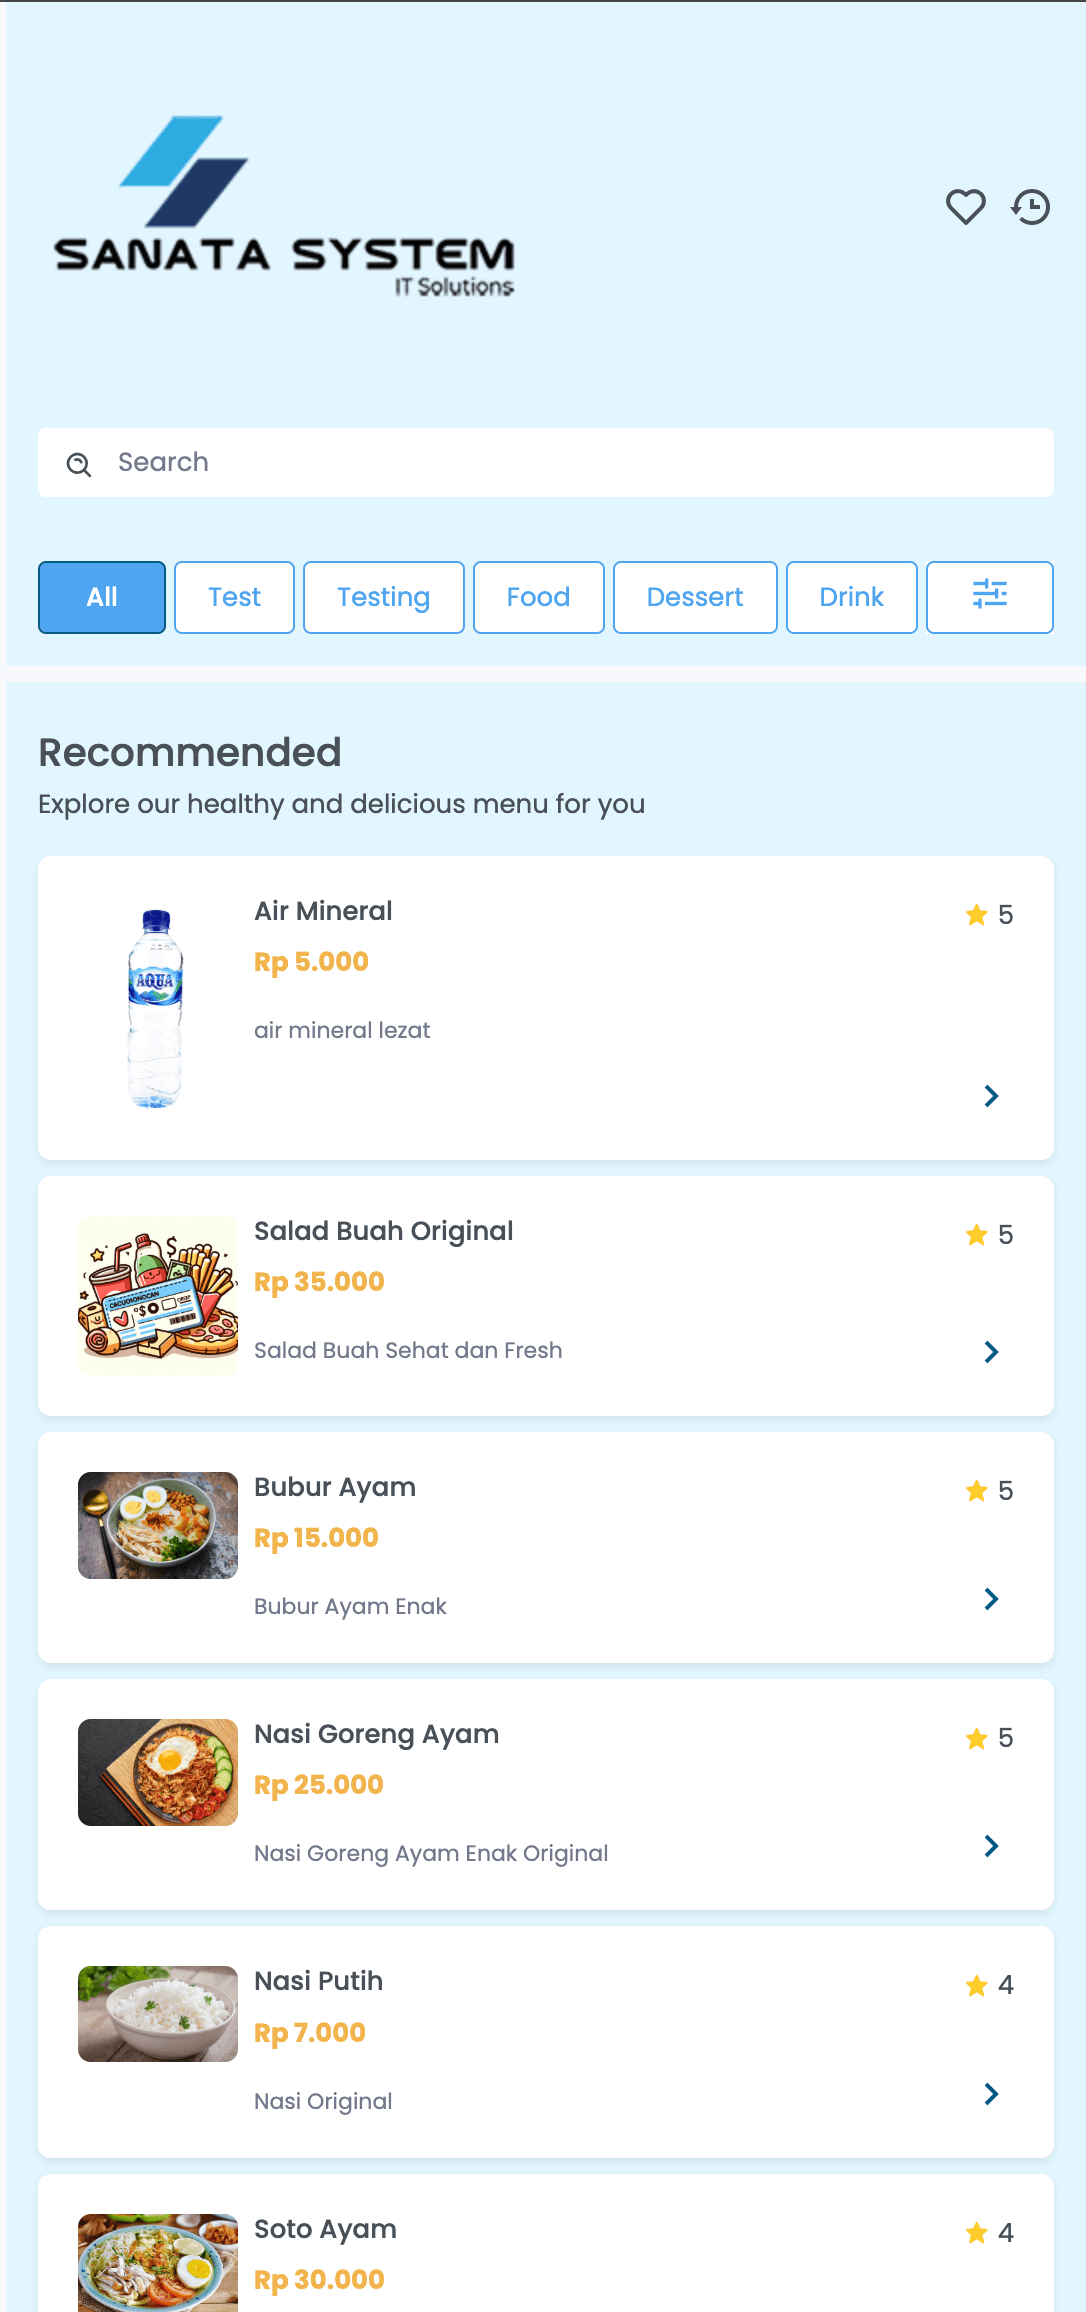 SANATA SYSTEM
IT Solutions
Search
All
Test
Testing
Food
Dessert
Drink
Recommended
Explore our healthy and delicious menu for you
AQUA
Air Mineral
5
Rp 5.000
air mineral lezat
CACUOIONOCAN
$
Salad Buah Original
5
Rp 35.000
Salad Buah Sehat dan Fresh
Bubur Ayam
5
Rp 15.000
Bubur Ayam Enak
Nasi Goreng Ayam
5
Rp 25.000
Nasi Goreng Ayam Enak Original
Nasi Putih
4
Rp 7.000
Nasi Original
Soto Ayam
4
Rp 30.000